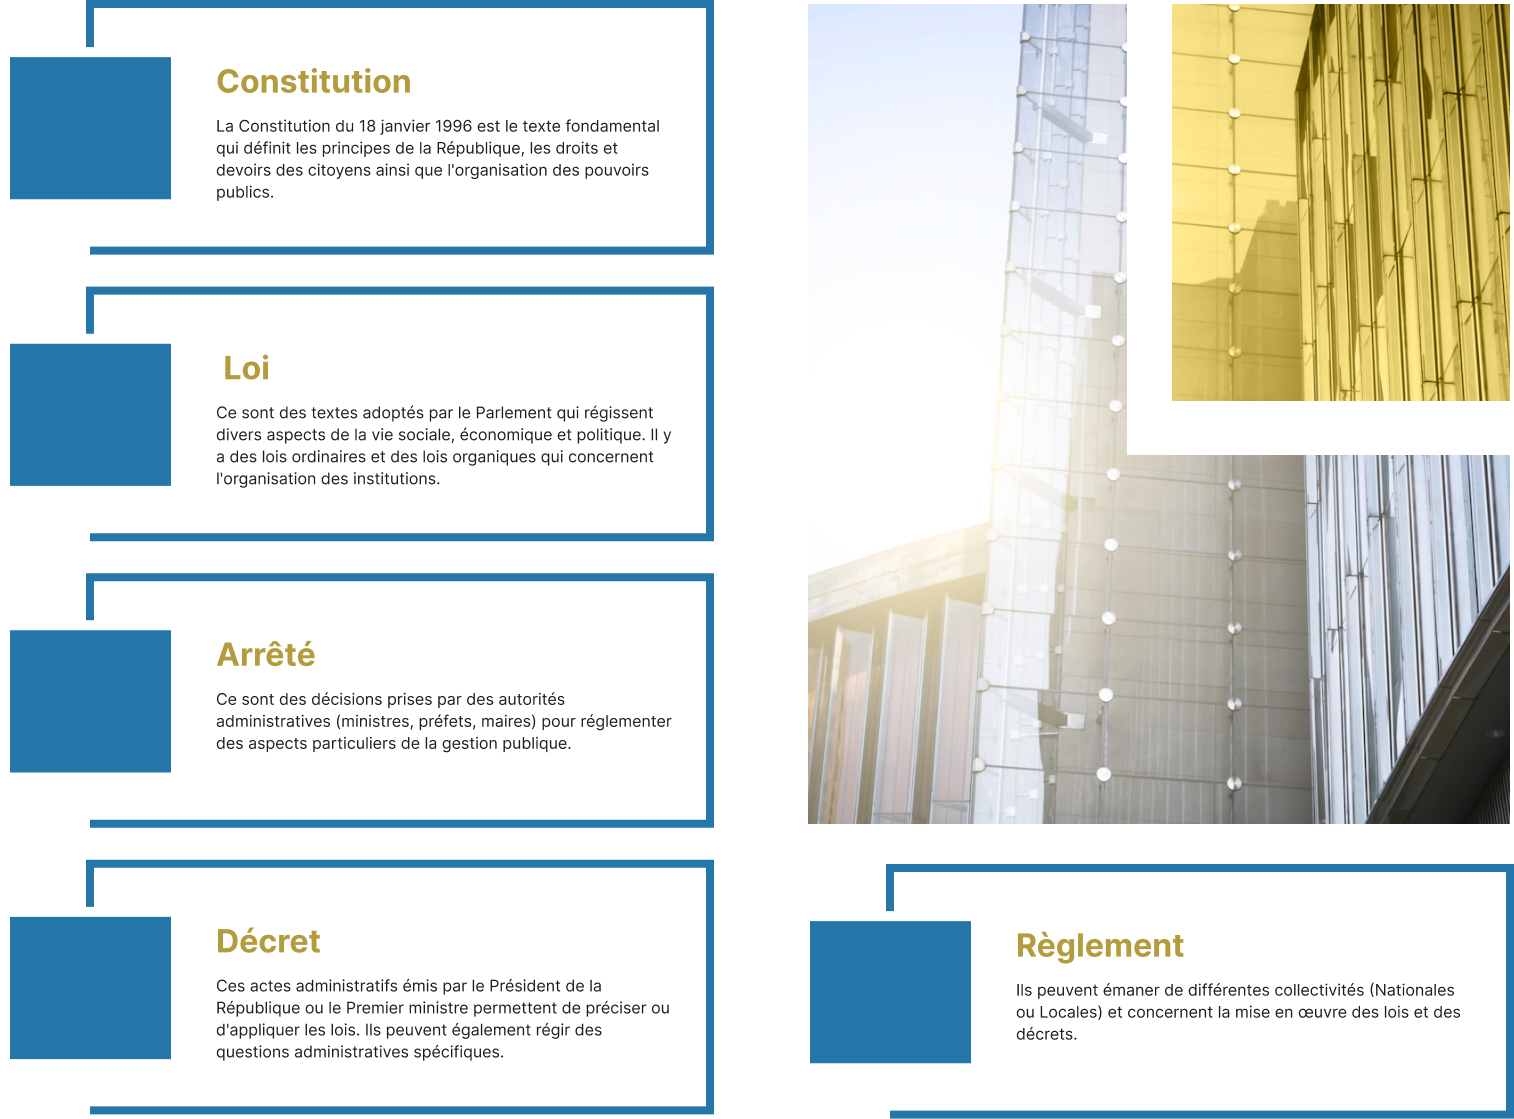 Constitution
La Constitution du 18 janvier 1996 est le texte fondamental
qui définit les principes de la République, les droits et
devoirs des citoyens ainsi que l'organisation des pouvoirs
publics.
Loi
Ce sont des textes adoptés par le Parlement qui régissent
divers aspects de la vie sociale, économique et politique. Il y
a des lois ordinaires et des lois organiques qui concernent
l'organisation des institutions.
Arrêté
Ce sont des décisions prises par des autorités
administratives (ministres, préfets, maires) pour réglementer
des aspects particuliers de la gestion publique.
Décret
Ces actes administratifs émis par le Président de la
République ou le Premier ministre permettent de préciser ou
d'appliquer les lois. Ils peuvent également régir des
questions administratives spécifiques.
Règlement
Ils peuvent émaner de différentes collectivités (Nationales
ou Locales) et concernent la mise en œuvre des lois et des
décrets.